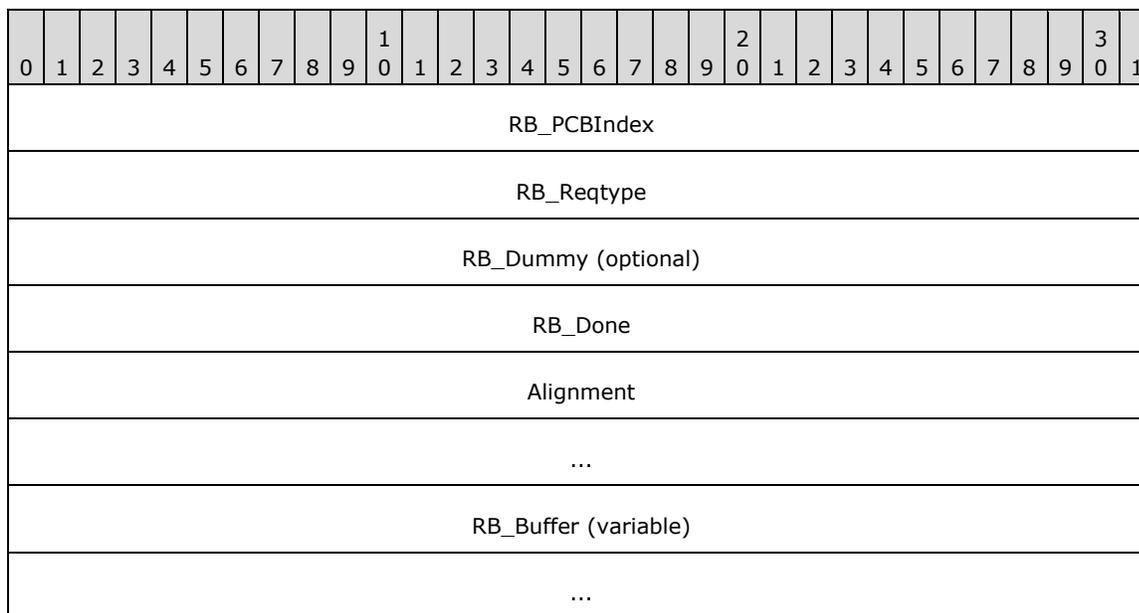 1 2 3
0 1 2 3 4 5 6 7 8 9 0 1 2 3 4 5 6 7 8 9 0 1 2 3 4 5 6 7 8 9 0 1
RB_PCBIndex
RB_Reqtype
RB_Dummy (optional)
RB_Done
Alignment
...
RB_Buffer (variable)
...